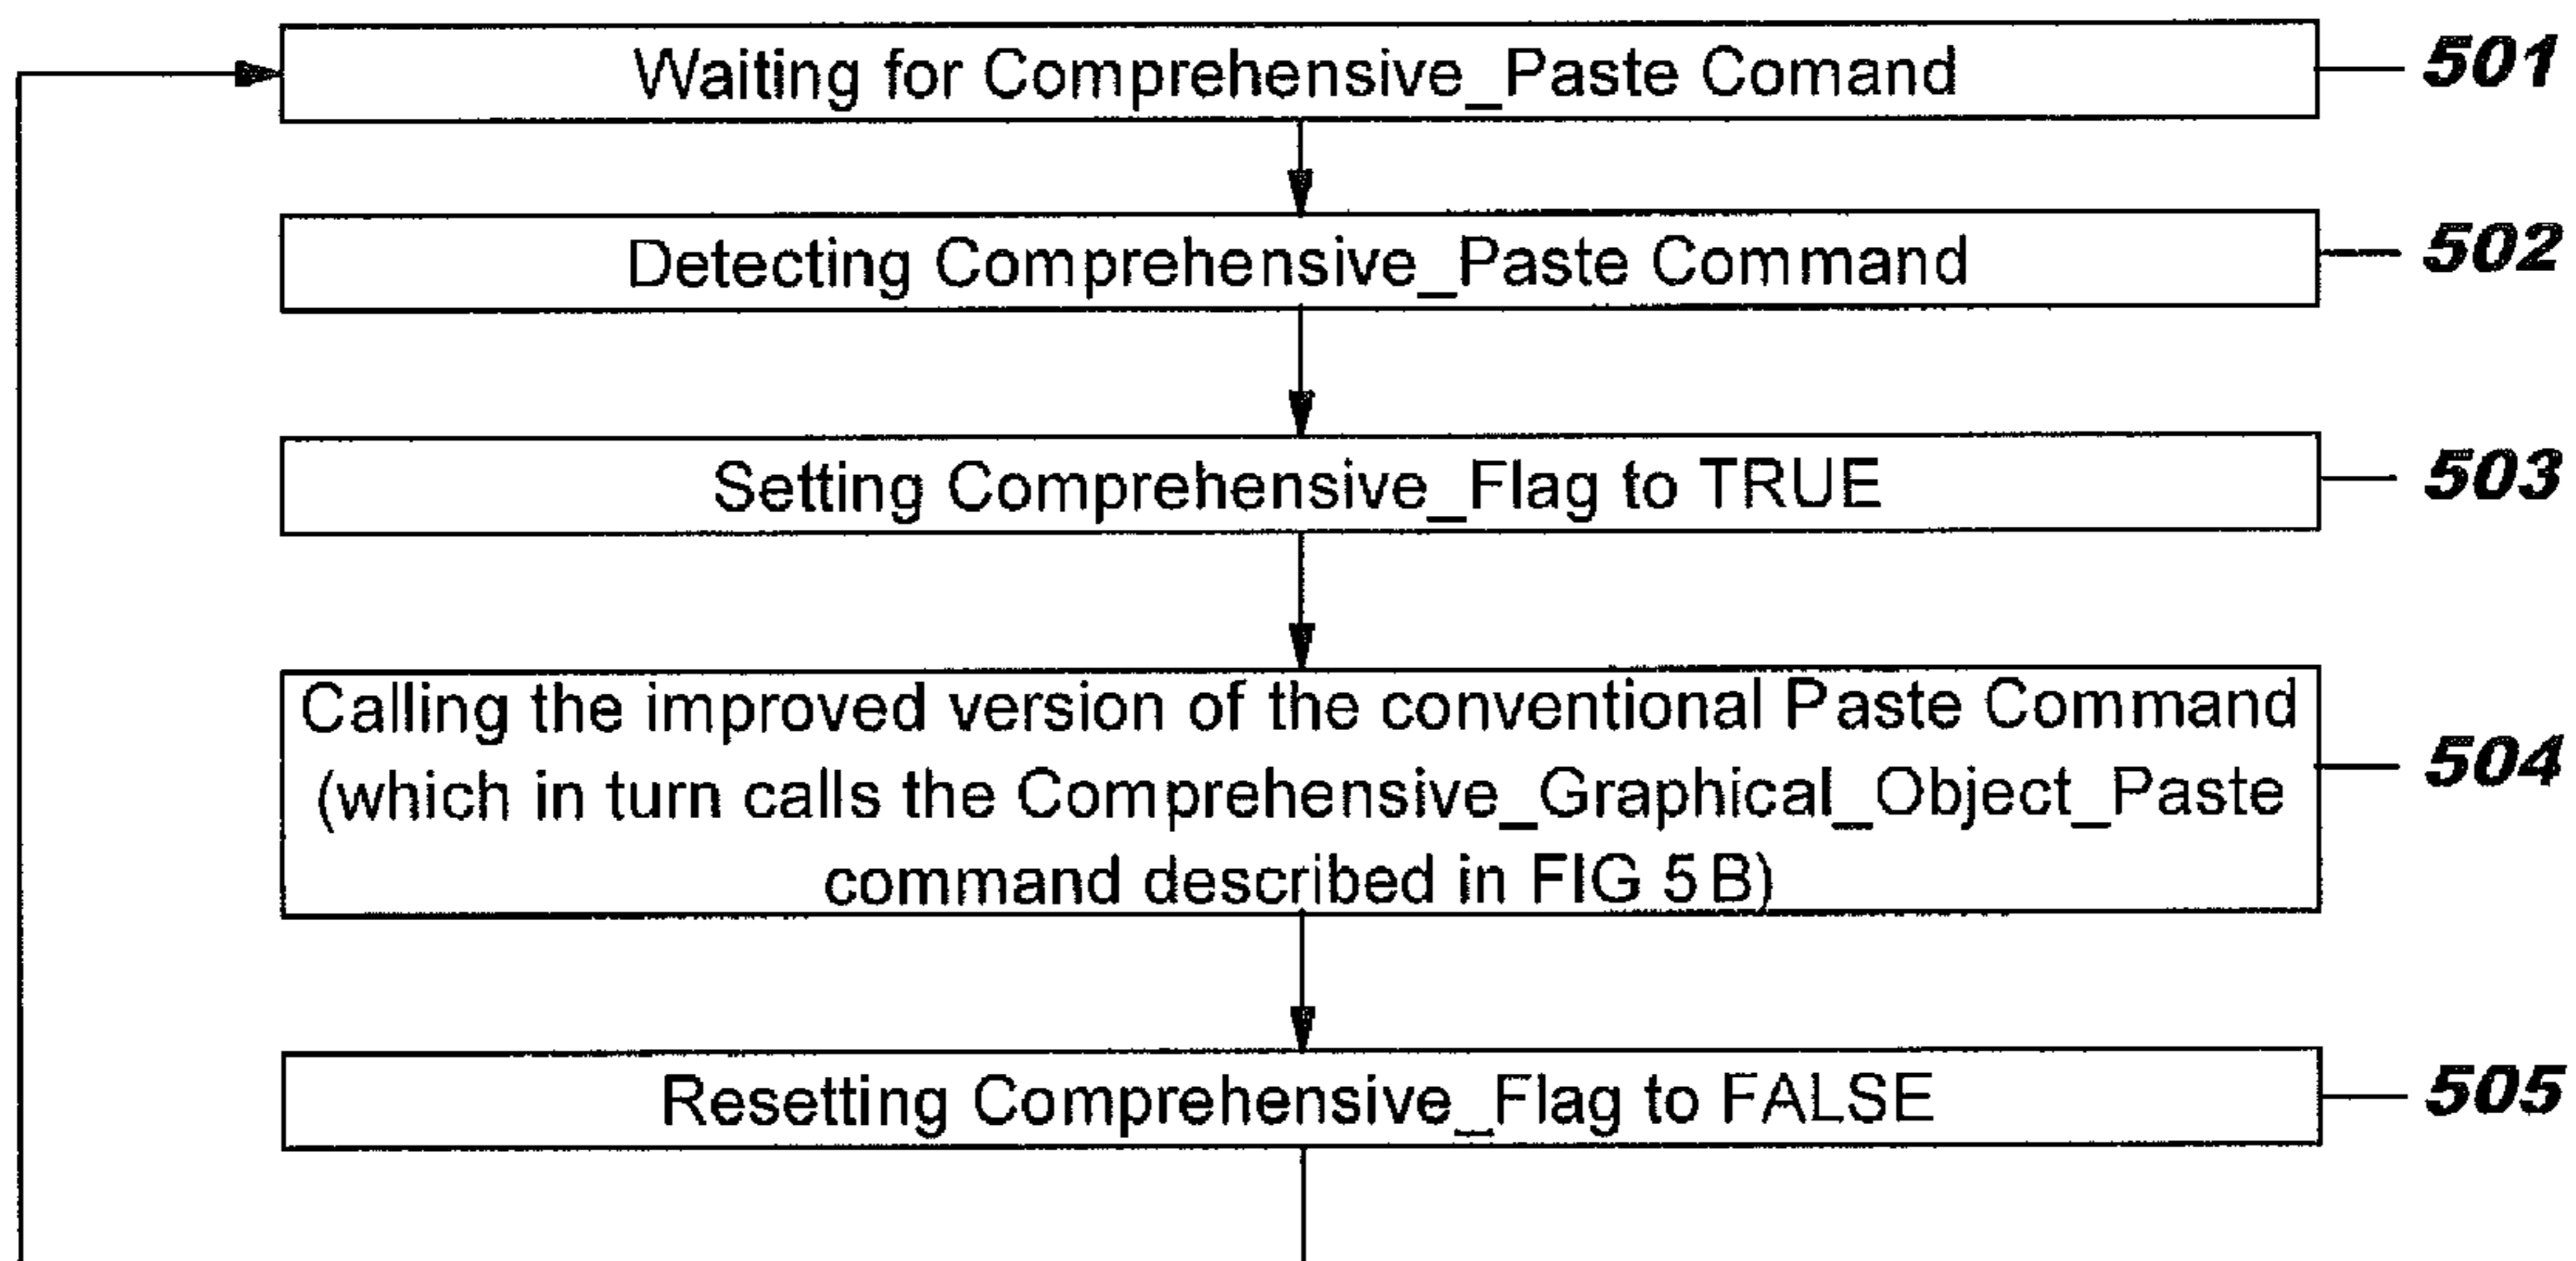 Waiting for Comprehensive_Paste Comand
501
Detecting Comprehensive_Paste Command
502
Setting Comprehensive_Flag to TRUE
503
Calling the improved version of the conventional Paste Command
(which in turn calls the Comprehensive_Graphical_Object_Paste
command described in FIG 5B)
504
Resetting Comprehensive_Flag to FALSE
505